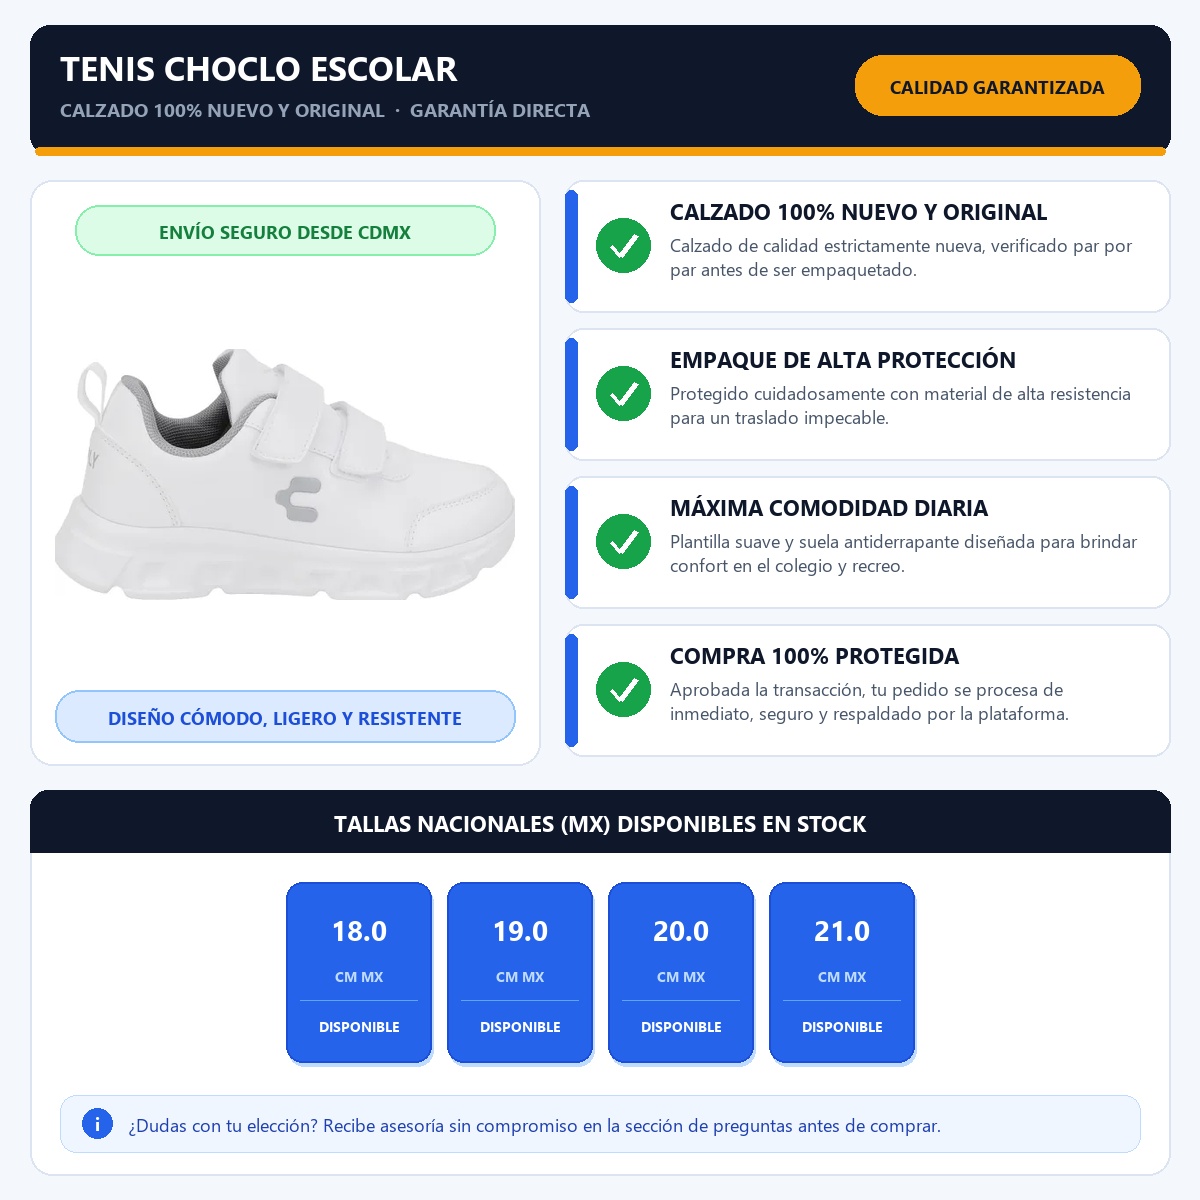 TENIS CHOCLO ESCOLAR
CALZADO 100% NUEVO Y ORIGINAL · GARANTÍA DIRECTA
CALIDAD GARANTIZADA
ENVÍO SEGURO DESDE CDMX
DISEÑO CÓMODO, LIGERO Y RESISTENTE
CALZADO 100% NUEVO Y ORIGINAL
Calzado de calidad estrictamente nueva, verificado par por
par antes de ser empaquetado.
EMPAQUE DE ALTA PROTECCIÓN
Protegido cuidadosamente con material de alta resistencia
para un traslado impecable.
MÁXIMA COMODIDAD DIARIA
Plantilla suave y suela antiderrapante diseñada para brindar
confort en el colegio y recreo.
COMPRA 100% PROTEGIDA
Aprobada la transacción, tu pedido se procesa de
inmediato, seguro y respaldado por la plataforma.
TALLAS NACIONALES (MX) DISPONIBLES EN STOCK
18.0
CM MX
DISPONIBLE
19.0
CM MX
DISPONIBLE
20.0
CM MX
DISPONIBLE
21.0
CM MX
DISPONIBLE
¿Dudas con tu elección? Recibe asesoría sin compromiso en la sección de preguntas antes de comprar.